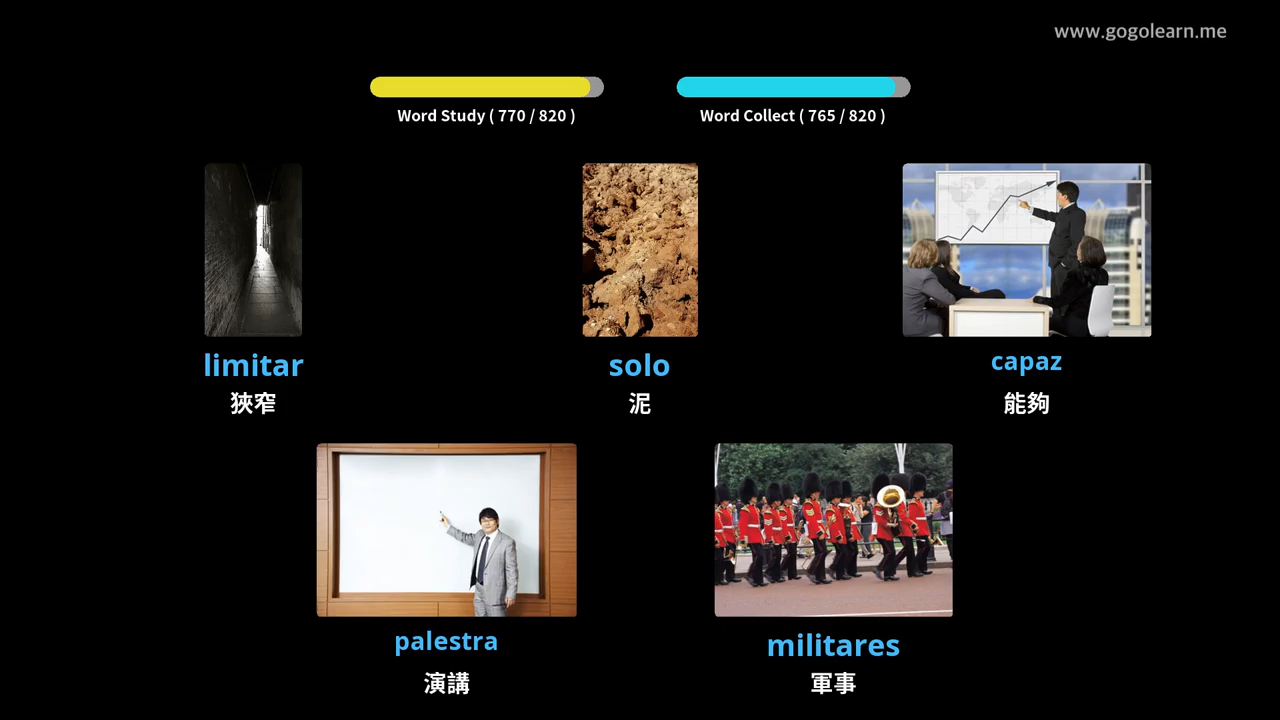 www.gogolearn.me
Word Study ( 770 / 820 )
Word Collect ( 765 / 820 )
limitar
狹窄
solo
泥
capaz
能夠
palestra
演講
militares
軍事